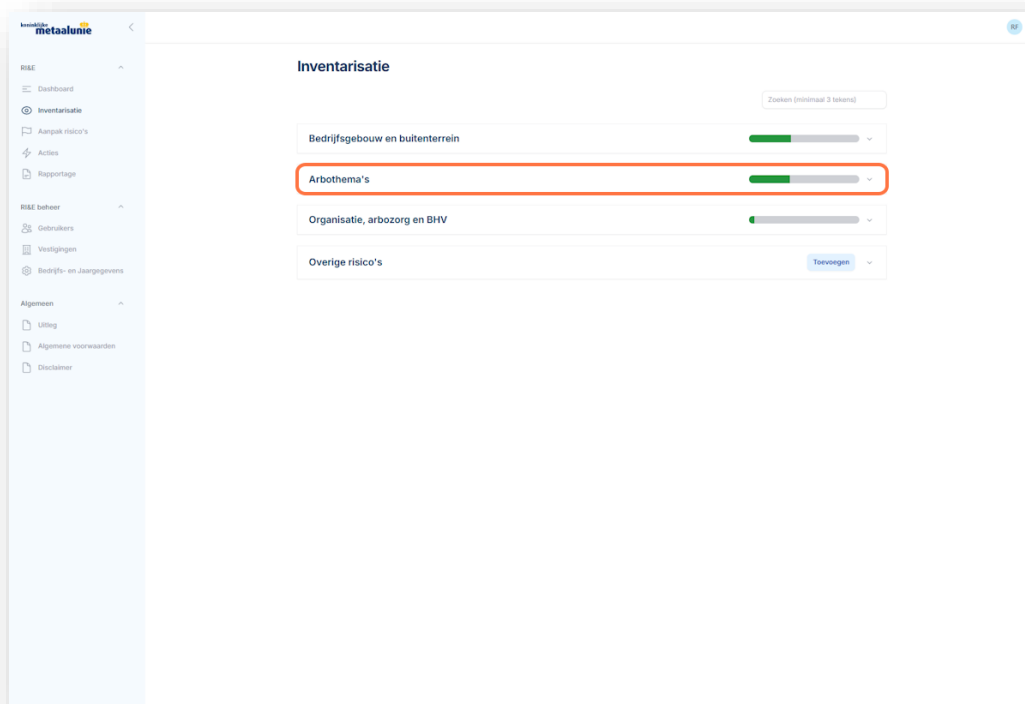 koninklijke
metaalunie
RF
RI&E
Dashboard
Inventarisatie
Aanpak risico's
Acties
Rapportage
RI&E beheer
Gebruikers
Vestigingen
Bedrijfs- en Jaargegevens
Algemeen
Uitleg
Algemene voorwaarden
Disclaimer
Inventarisatie
Zoeken (minimaal 3 tekens)
Bedrijfsgebouw en buitenterrein
Arbothema's
Organisatie, arbozorg en BHV
Overige risico's
Toevoegen